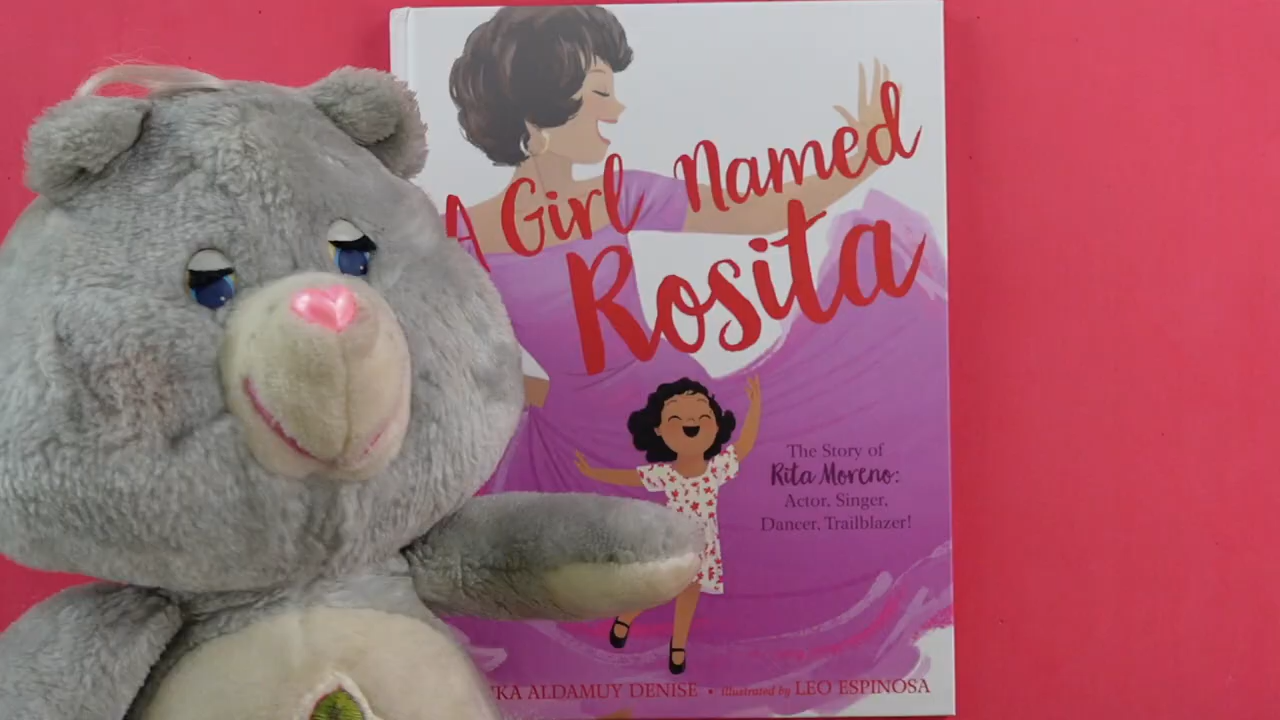 A Girl Named
Rosita
The Story of
Rita Moreno:
Actor, Singer,
Dancer, Trailblazer!
ALDAMUY DENISE • illustrated by LEO ESPINOSA